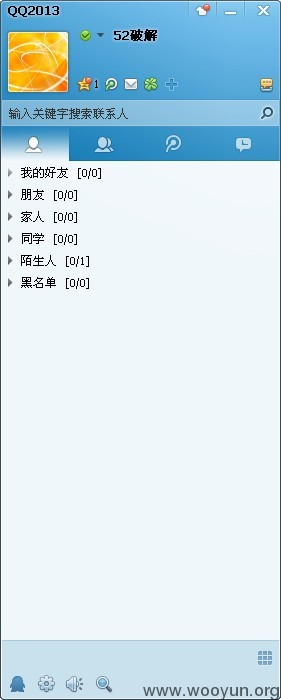 QQ2013
52破解
1
输入关键字搜索联系人
我的好友 [0/0]
朋友 [0/0]
家人 [0/0]
同学 [0/0]
陌生人 [0/1]
黑名单 [0/0]
www.wooyun.org